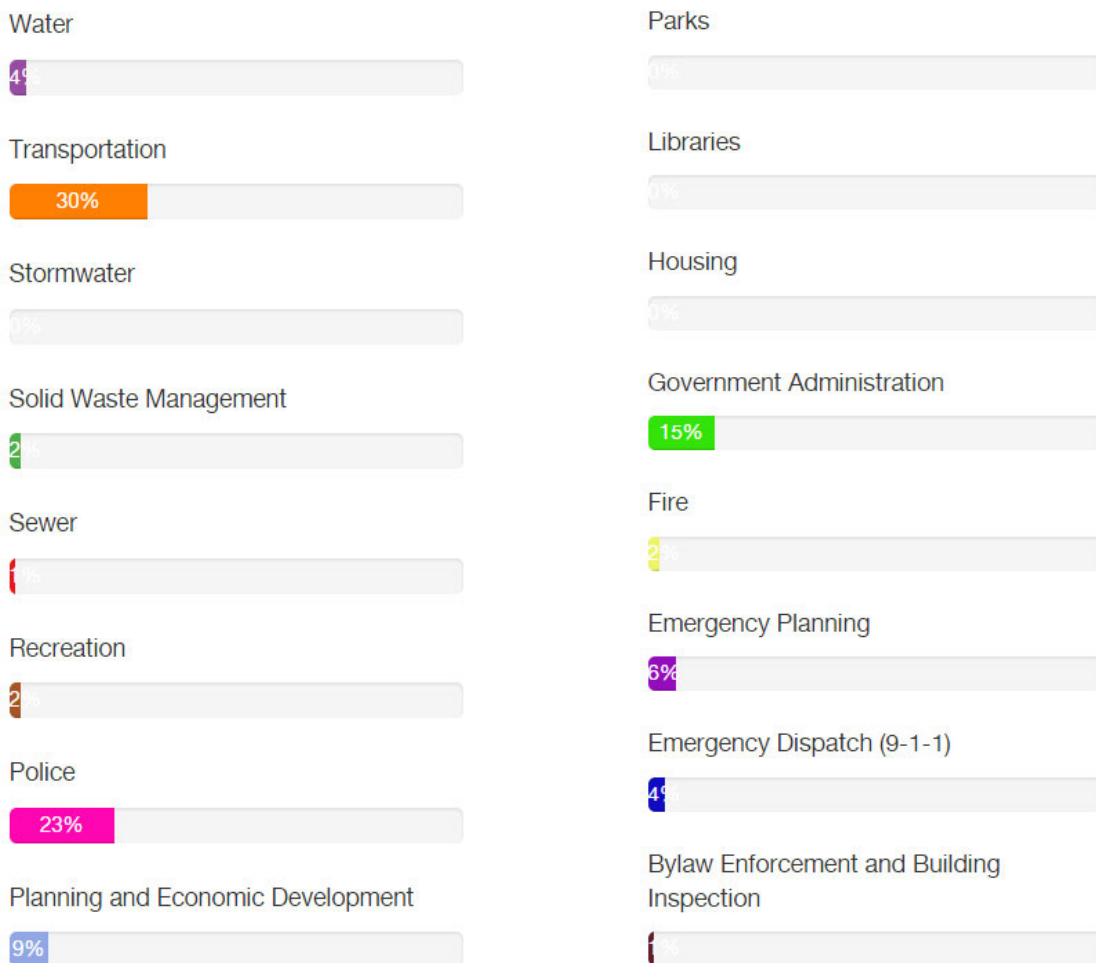 Water
4%
Transportation
30%
Stormwater
0%
Solid Waste Management
2%
Sewer
1%
Recreation
2%
Police
23%
Planning and Economic Development
9%
Parks
0%
Libraries
0%
Housing
0%
Government Administration
15%
Fire
2%
Emergency Planning
6%
Emergency Dispatch (9-1-1)
4%
Bylaw Enforcement and Building
Inspection
1%